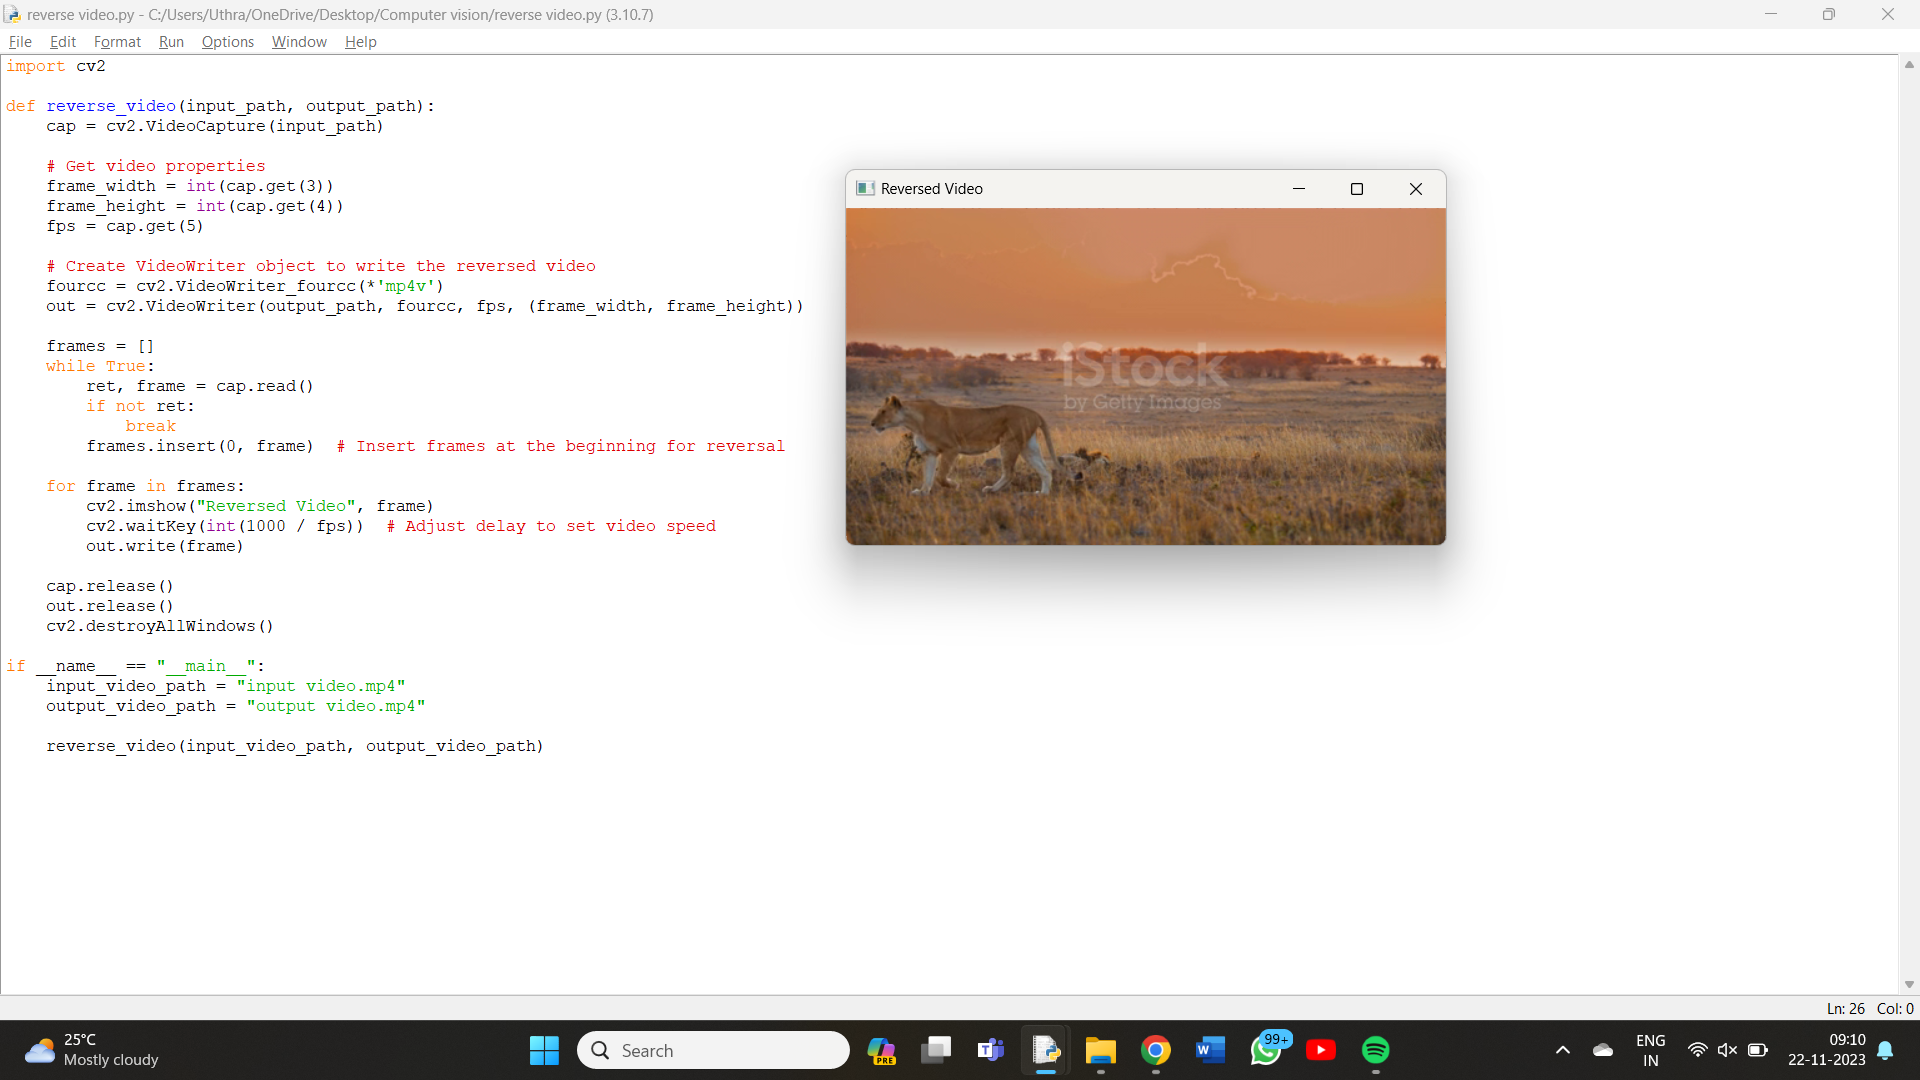 reverse video.py - C:/Users/Uthra/OneDrive/Desktop/Computer vision/reverse video.py (3.10.7)
File Edit Format Run Options Window Help
import cv2
def reverse_video(input_path, output_path):
    cap = cv2.VideoCapture(input_path)
    # Get video properties
    frame_width = int(cap.get(3))
    frame_height = int(cap.get(4))
    fps = cap.get(5)
    # Create VideoWriter object to write the reversed video
    fourcc = cv2.VideoWriter_fourcc(*'mp4v')
    out = cv2.VideoWriter(output_path, fourcc, fps, (frame_width, frame_height))
    frames = []
    while True:
        ret, frame = cap.read()
        if not ret:
            break
        frames.insert(0, frame)  # Insert frames at the beginning for reversal
    for frame in frames:
        cv2.imshow("Reversed Video", frame)
        cv2.waitKey(int(1000 / fps))  # Adjust delay to set video speed
        out.write(frame)
    cap.release()
    out.release()
    cv2.destroyAllWindows()
if __name__ == "__main__":
    input_video_path = "input video.mp4"
    output_video_path = "output video.mp4"
    reverse_video(input_video_path, output_video_path)
Reversed Video
iStock
by Getty Images
Ln: 26 Col: 0
25°C
Mostly cloudy
Search
PRE
T
W
99+
ENG
IN
09:10
22-11-2023